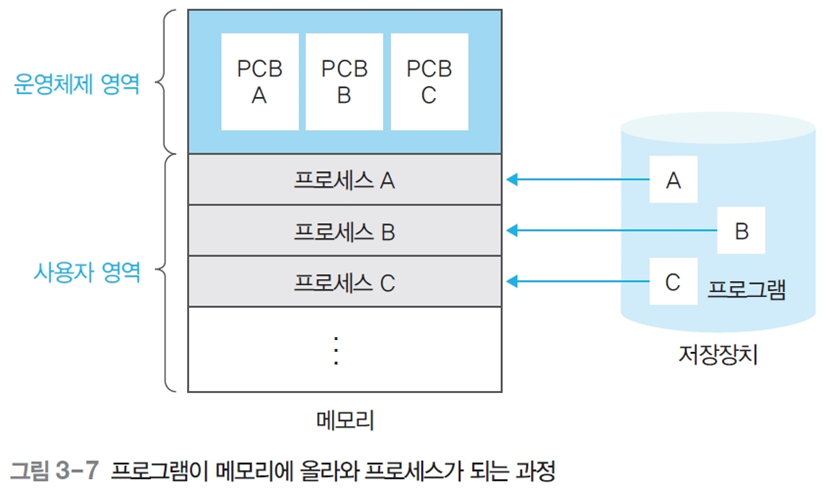 운영체제 영역
PCB
A
PCB
B
PCB
C
사용자 영역
프로세스 A
프로세스 B
프로세스 C
⋮
메모리
A
B
C
프로그램
저장장치
그림 3-7 프로그램이 메모리에 올라와 프로세스가 되는 과정